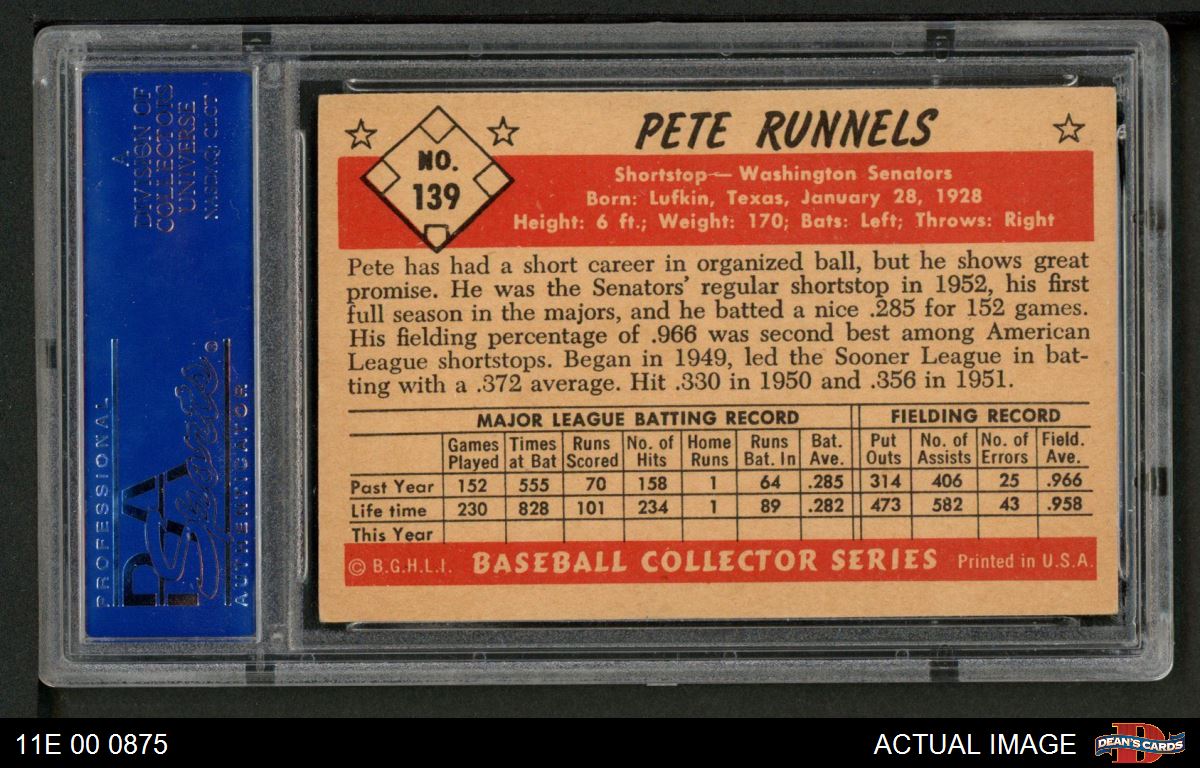 A
DIVISION OF
COLLECTORS
UNIVERSE
NASDAQ: CLCT
PROFESSIONAL
PSA
Sports®
AUTHENTICATOR
NO.
139
PETE RUNNELS
Shortstop — Washington Senators
Born: Lufkin, Texas, January 28, 1928
Height: 6 ft.; Weight: 170; Bats: Left; Throws: Right
Pete has had a short career in organized ball, but he shows great
promise. He was the Senators' regular shortstop in 1952, his first
full season in the majors, and he batted a nice .285 for 152 games.
His fielding percentage of .966 was second best among American
League shortstops. Began in 1949, led the Sooner League in bat-
ting with a .372 average. Hit .330 in 1950 and .356 in 1951.
MAJOR LEAGUE BATTING RECORD FIELDING RECORD
Games Times Runs No. of Home Runs Bat. Put No. of No. of Field.
Played at Bat Scored Hits Runs Bat. In Ave. Outs Assists Errors Ave.
Past Year 152 555 70 158 1 64 .285 314 406 25 .966
Life time 230 828 101 234 1 89 .282 473 582 43 .958
This Year
© B.G.H.L.I. BASEBALL COLLECTOR SERIES Printed in U.S.A.
11E 00 0875
ACTUAL IMAGE
D
DEAN'S CARDS